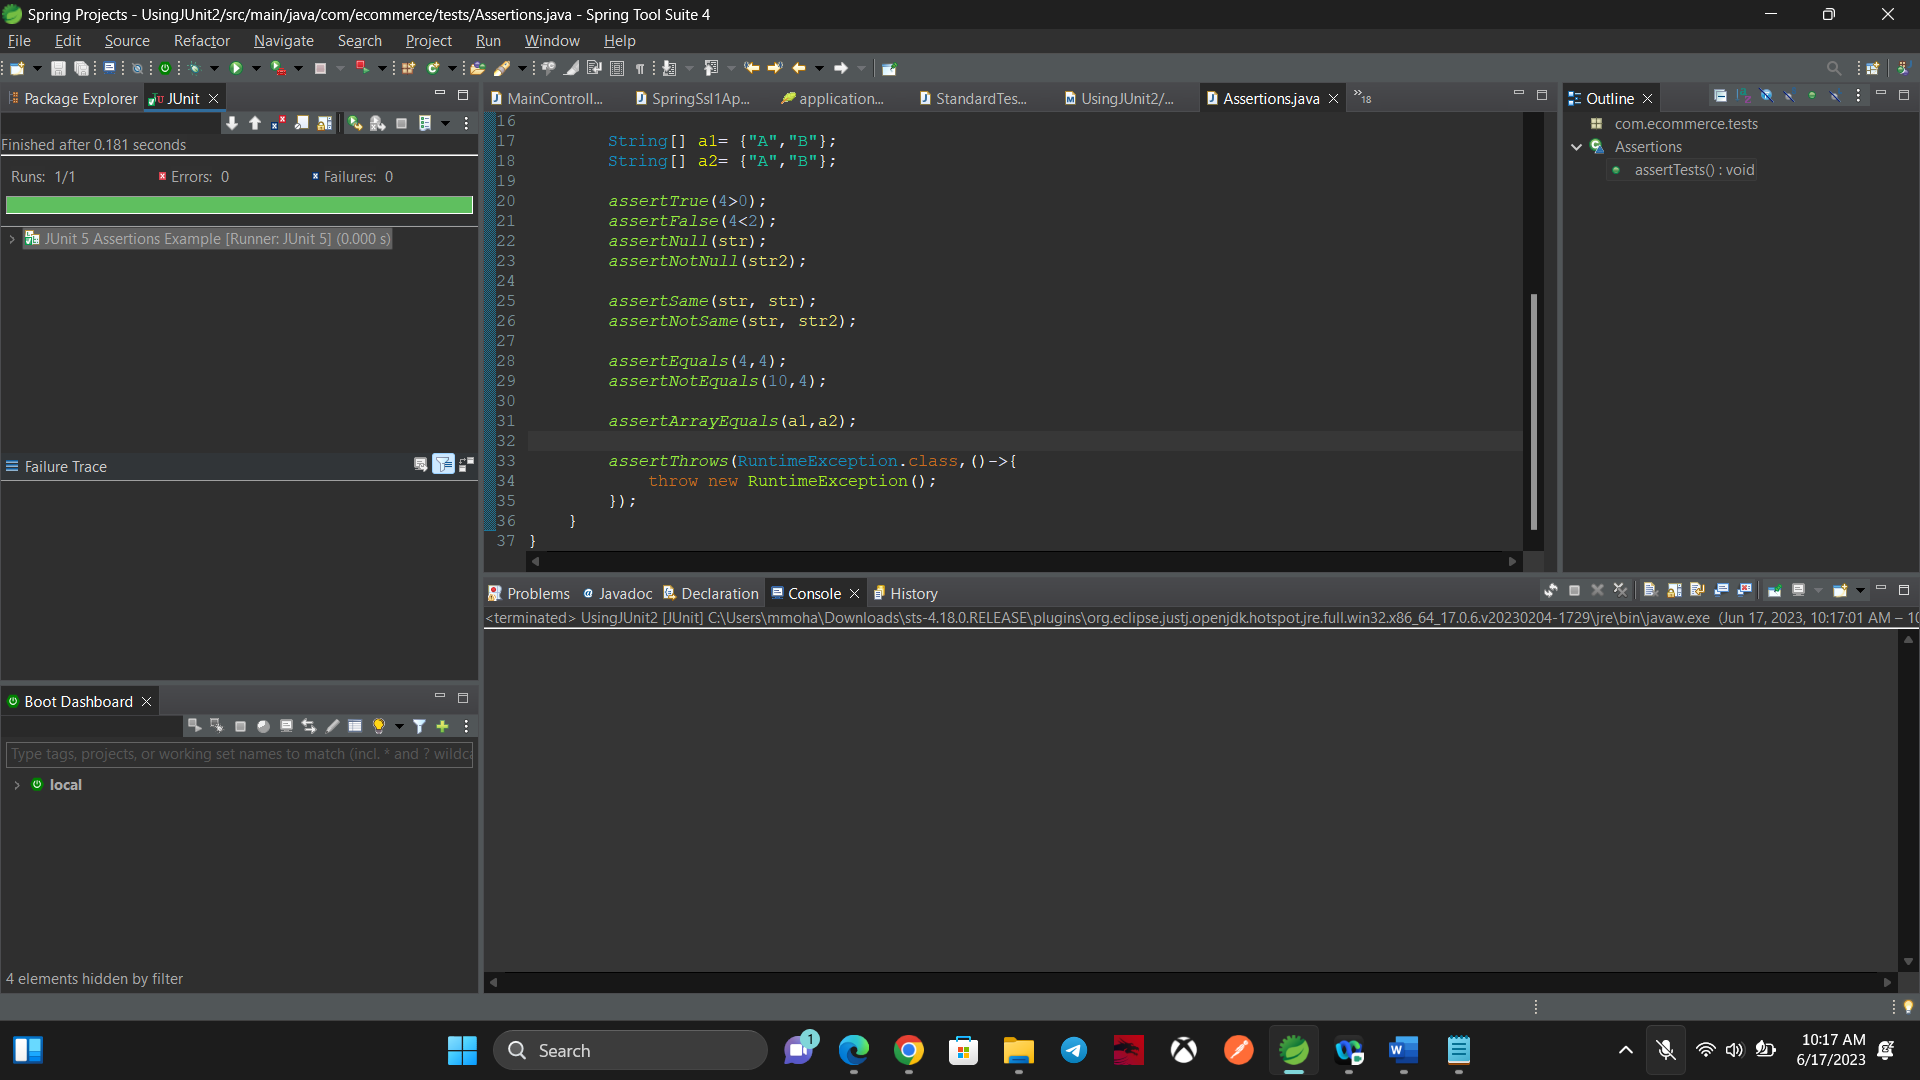 Spring Projects - UsingJUnit2/src/main/java/com/ecommerce/tests/Assertions.java - Spring Tool Suite 4
File Edit Source Refactor Navigate Search Project Run Window Help
Package Explorer JUnit
Finished after 0.181 seconds
Runs: 1/1 Errors: 0 Failures: 0
JUnit 5 Assertions Example [Runner: JUnit 5] (0.000 s)
Failure Trace
Boot Dashboard
Type tags, projects, or working set names to match (incl. * and ? wildca
local
4 elements hidden by filter
MainControll... SpringSsl1Ap... application... StandardTes... UsingJUnit2/... Assertions.java »18
16
17 String[] a1= {"A","B"};
18 String[] a2= {"A","B"};
19
20 assertTrue(4>0);
21 assertFalse(4<2);
22 assertNull(str);
23 assertNotNull(str2);
24
25 assertSame(str, str);
26 assertNotSame(str, str2);
27
28 assertEquals(4,4);
29 assertNotEquals(10,4);
30
31 assertArrayEquals(a1,a2);
32
33 assertThrows(RuntimeException.class,()->{
34 throw new RuntimeException();
35 });
36 }
37 }
Outline
com.ecommerce.tests
Assertions
assertTests() : void
Problems Javadoc Declaration Console History
<terminated> UsingJUnit2 [JUnit] C:\Users\mmoha\Downloads\sts-4.18.0.RELEASE\plugins\org.eclipse.justj.openjdk.hotspot.jre.full.win32.x86_64_17.0.6.v20230204-1729\jre\bin\javaw.exe (Jun 17, 2023, 10:17:01 AM – 10
Search
1
10:17 AM
6/17/2023